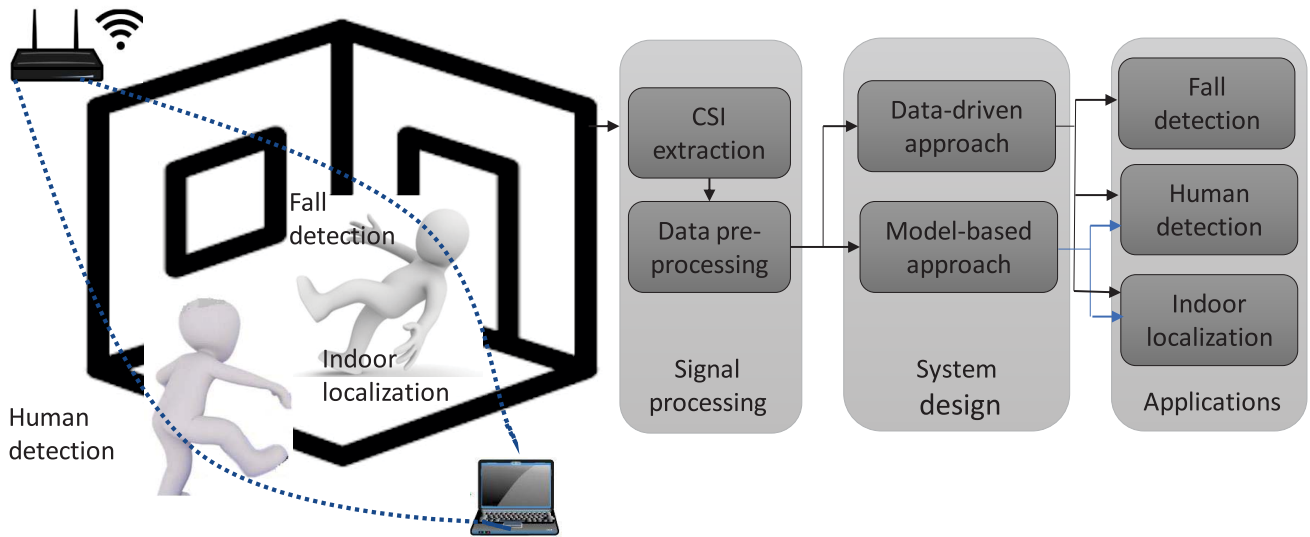 Fall
detection
Indoor
localization
Human
detection
CSI
extraction
Data pre-
processing
Signal
processing
Data-driven
approach
Model-based
approach
System
design
Fall
detection
Human
detection
Indoor
localization
Applications